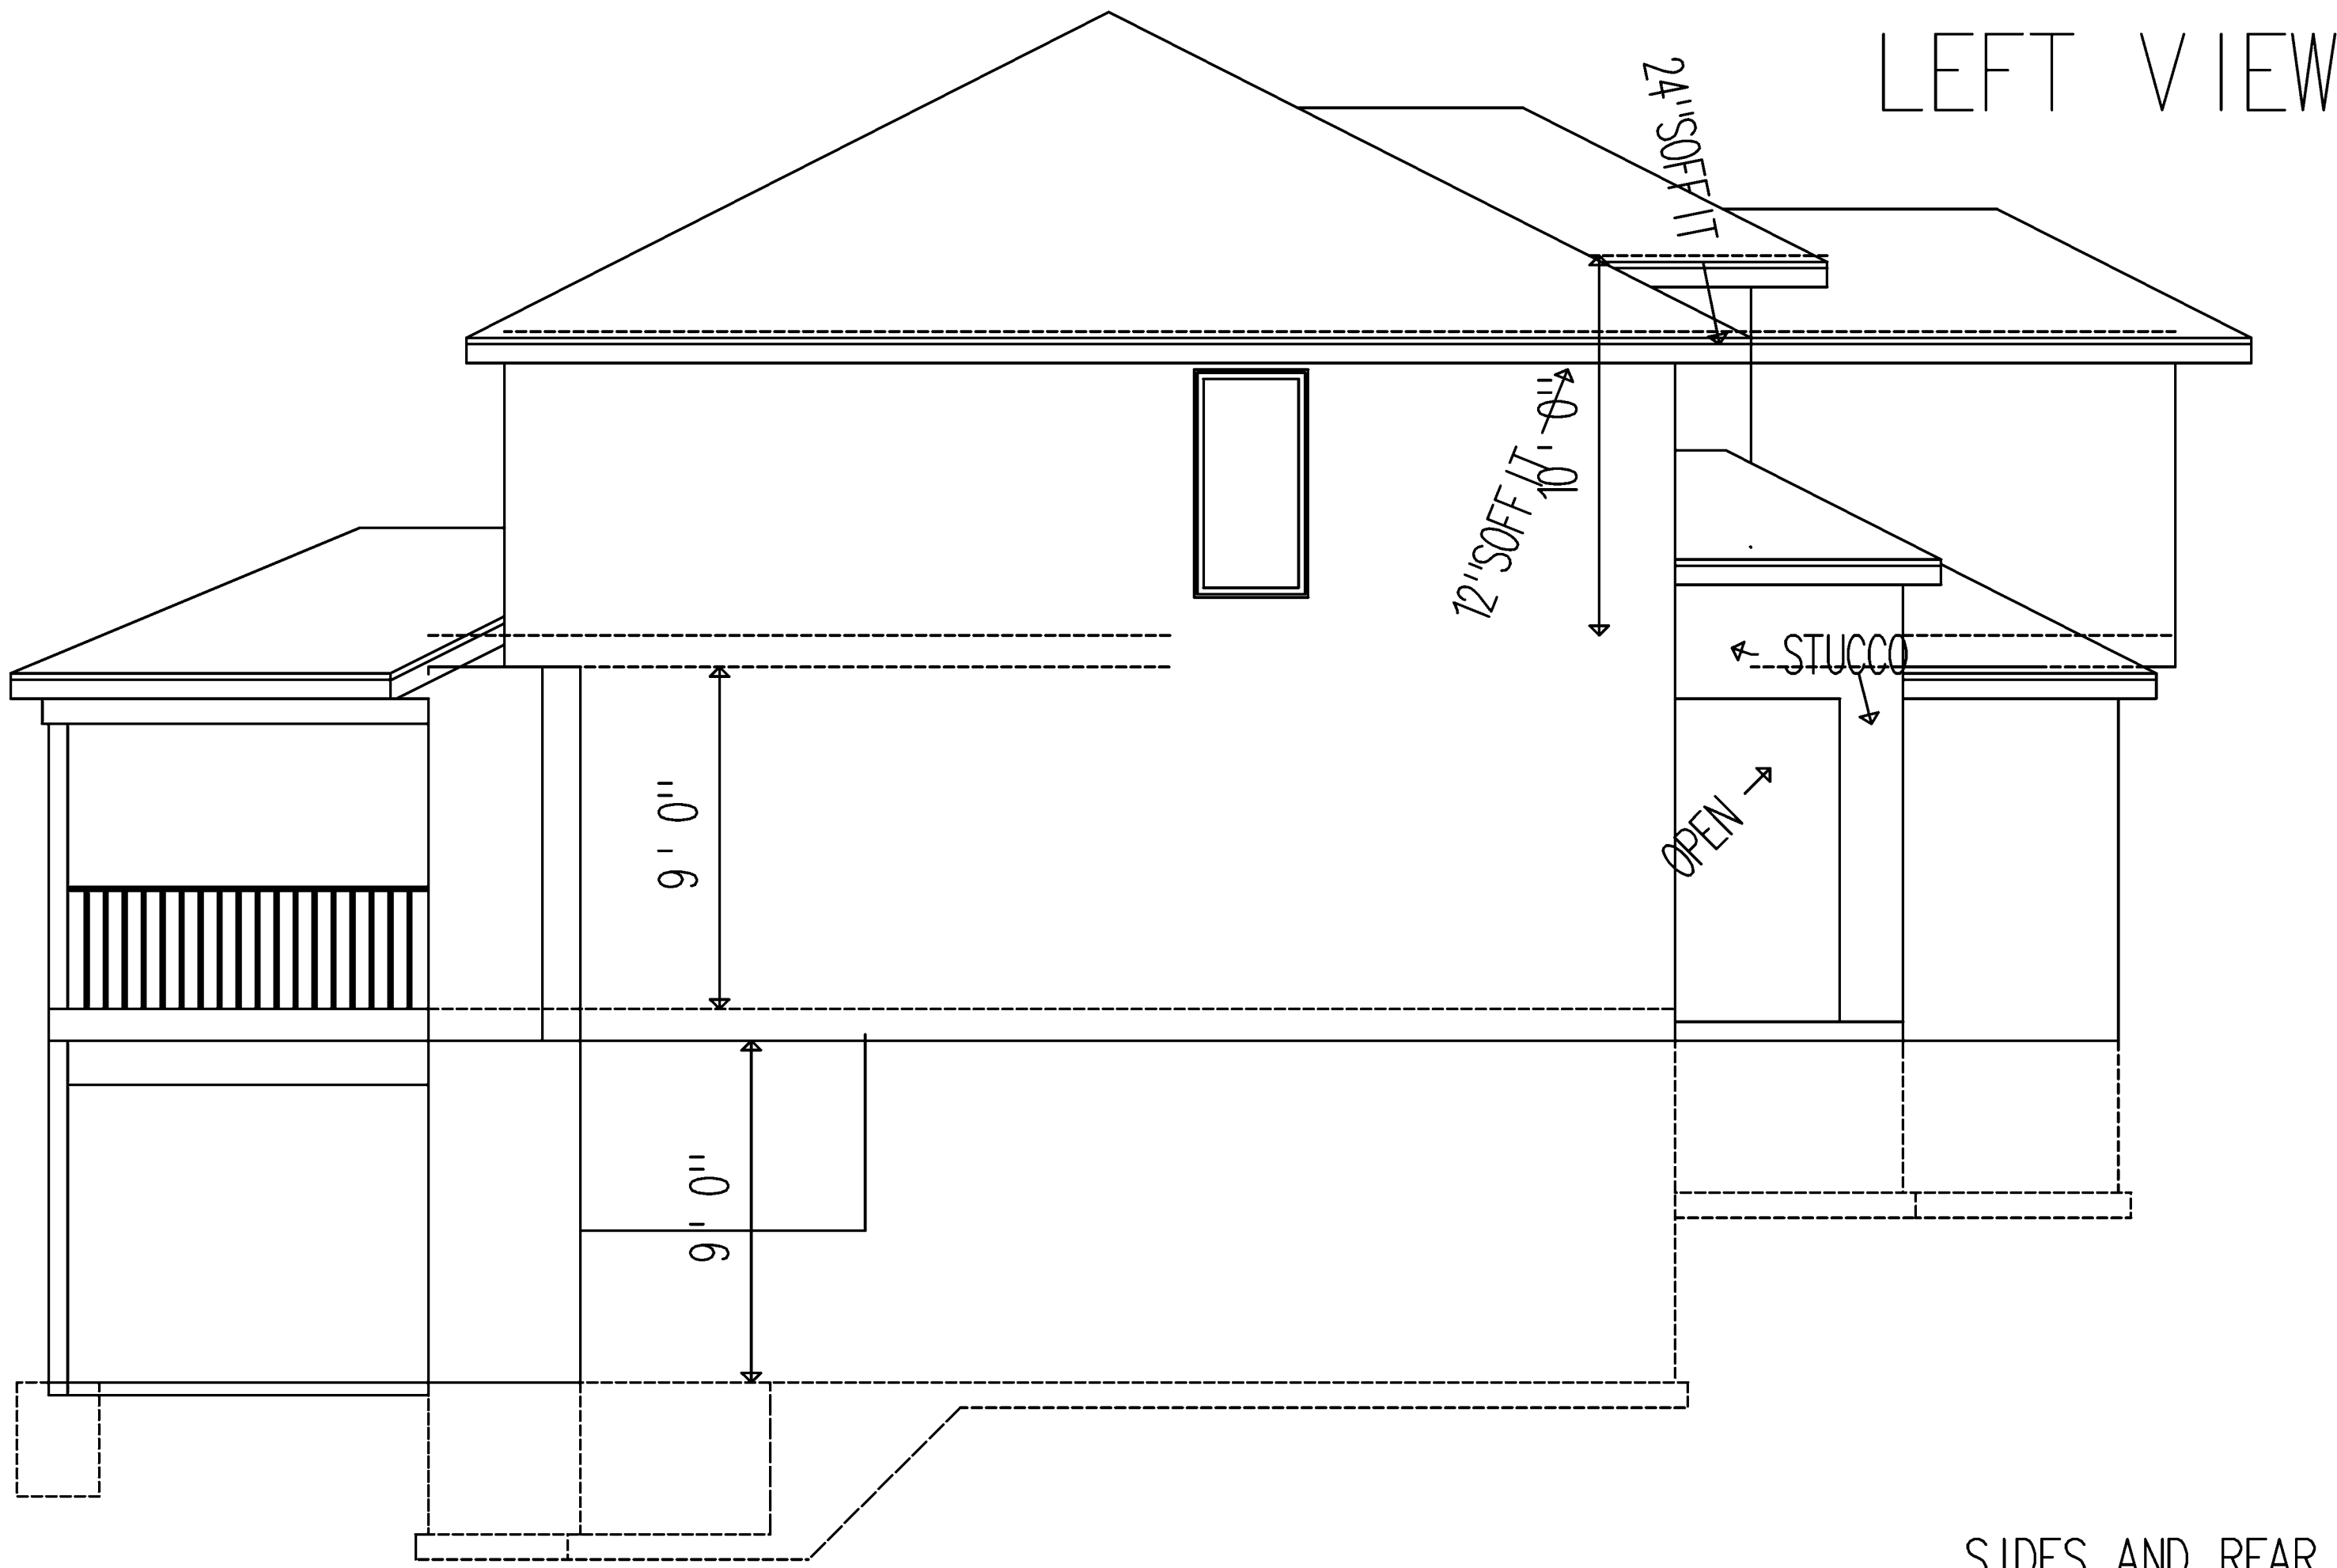 LEFT VIEW
24"SOFFIT
12"SOFFIT
10'-0"
STUCCO
9' 0"
OPEN
9' 0"
SIDES AND REAR